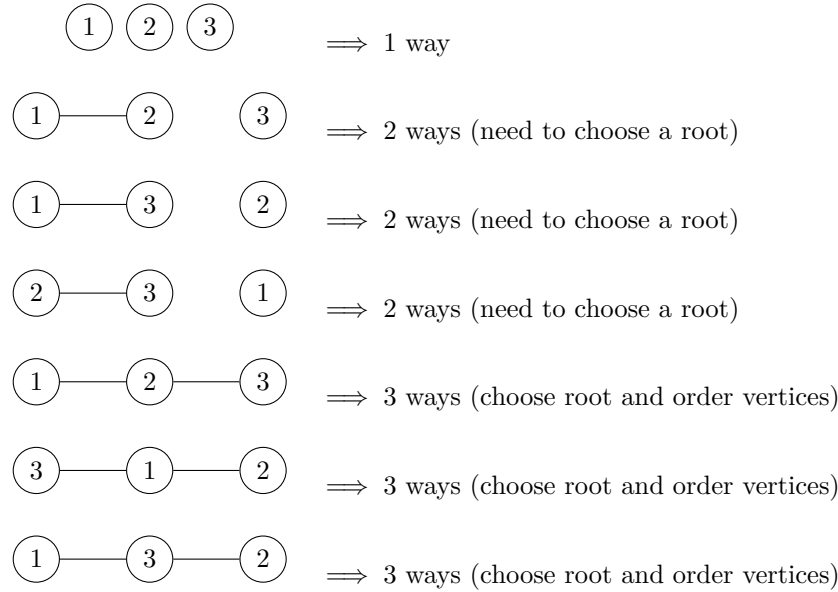 1 2 3 ⟹ 1 way
1 2 3 ⟹ 2 ways (need to choose a root)
1 3 2 ⟹ 2 ways (need to choose a root)
2 3 1 ⟹ 2 ways (need to choose a root)
1 2 3 ⟹ 3 ways (choose root and order vertices)
3 1 2 ⟹ 3 ways (choose root and order vertices)
1 3 2 ⟹ 3 ways (choose root and order vertices)